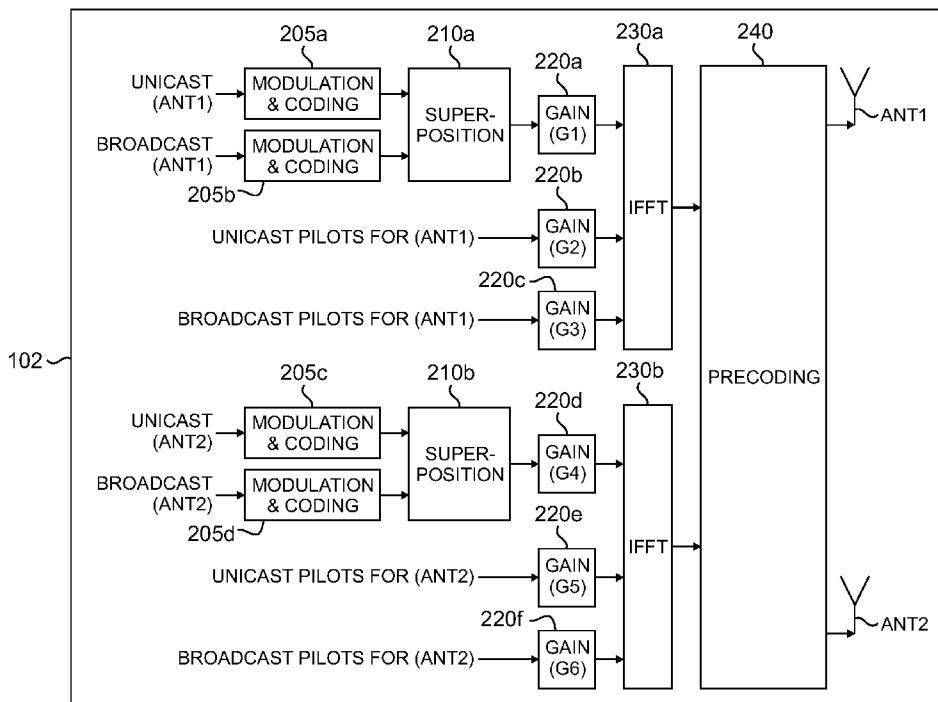 205a
210a
230a
240
220a
UNICAST
(ANT1)
MODULATION
& CODING
SUPER-
POSITION
GAIN
(G1)
ANT1
BROADCAST
(ANT1)
MODULATION
& CODING
205b
220b
IFFT
UNICAST PILOTS FOR (ANT1)
GAIN
(G2)
220c
BROADCAST PILOTS FOR (ANT1)
GAIN
(G3)
102
PRECODING
205c
210b
230b
220d
UNICAST
(ANT2)
MODULATION
& CODING
SUPER-
POSITION
GAIN
(G4)
BROADCAST
(ANT2)
MODULATION
& CODING
205d
220e
IFFT
UNICAST PILOTS FOR (ANT2)
GAIN
(G5)
ANT2
220f
BROADCAST PILOTS FOR (ANT2)
GAIN
(G6)